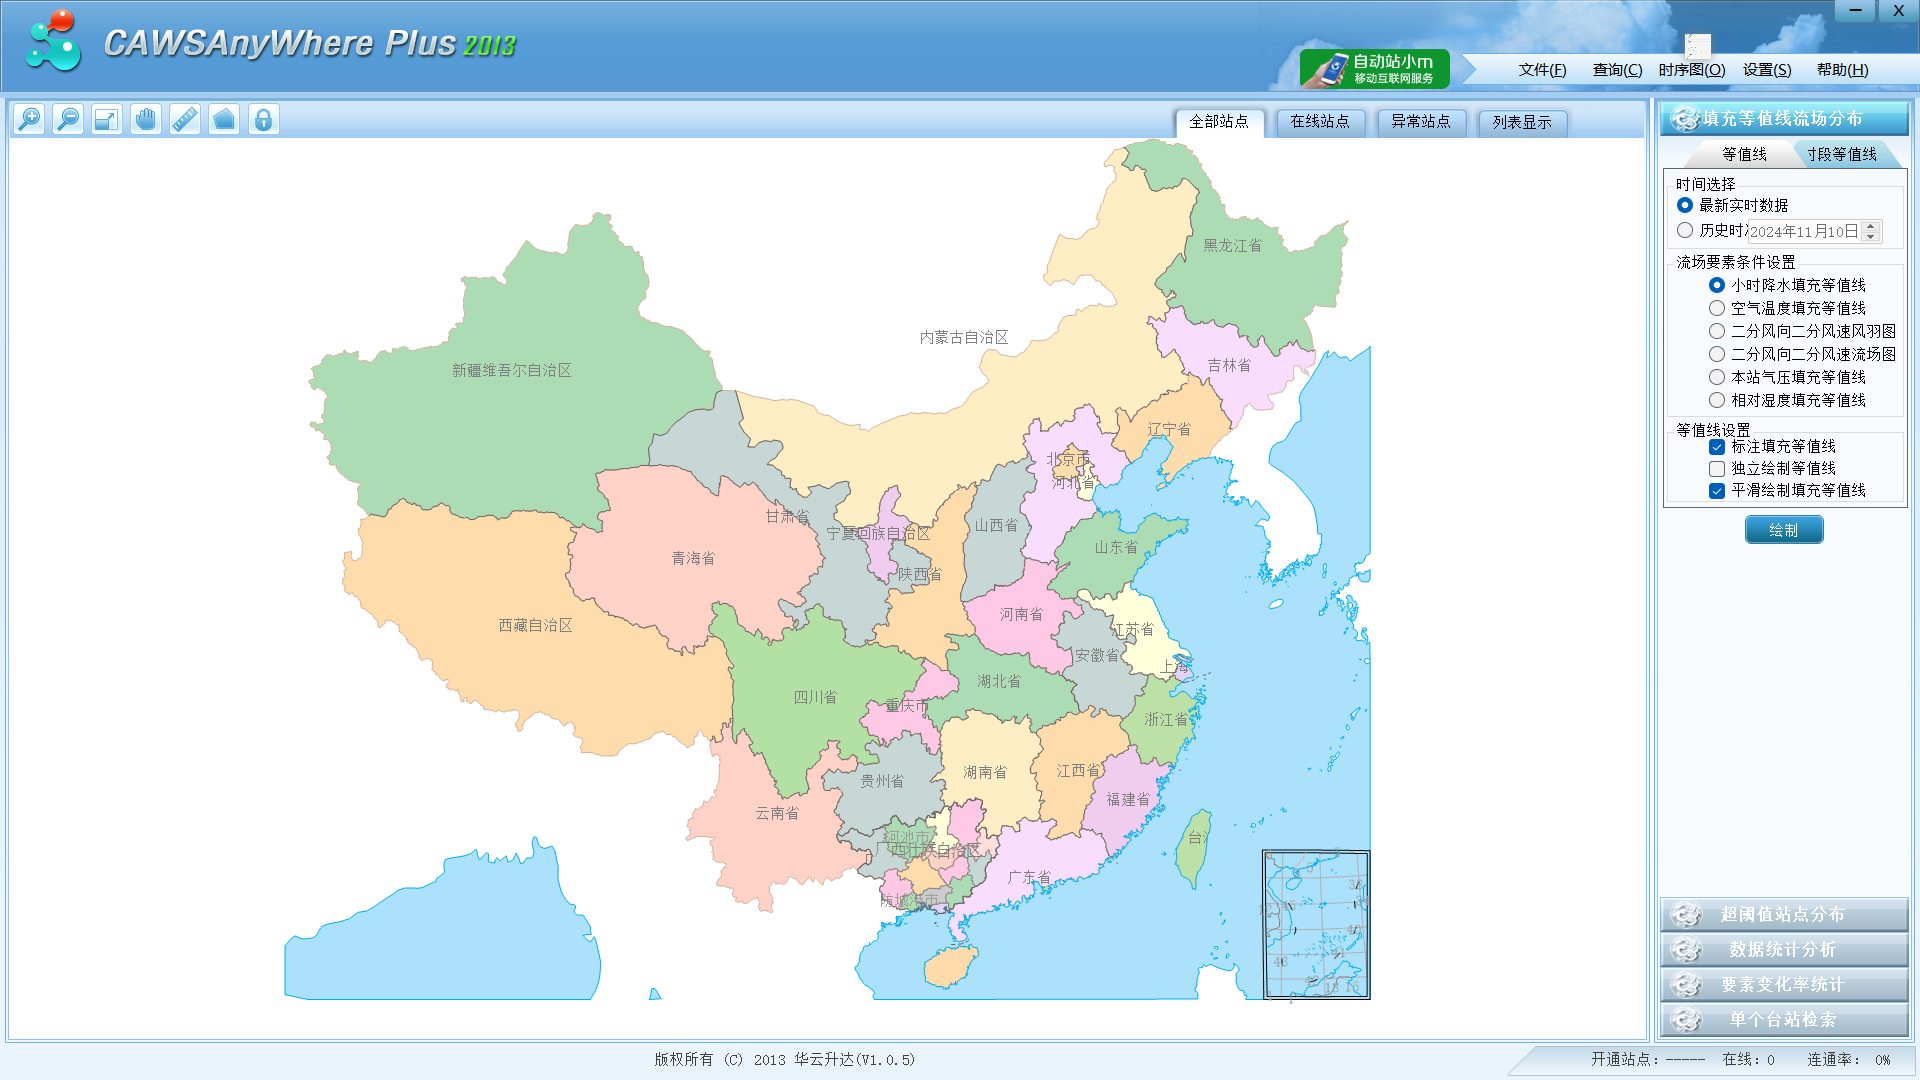 CAWSAnyWhere Plus 2013
X
自动站小m
移动互联网服务
文件(F) 查询(C) 时序图(O) 设置(S) 帮助(H)
全部站点 在线站点 异常站点 列表显示
填充等值线流场分布
等值线
时段等值线
时间选择
最新实时数据
历史时
2024年11月10日
流场要素条件设置
小时降水填充等值线
空气温度填充等值线
二分风向二分风速风羽图
二分风向二分风速流场图
本站气压填充等值线
相对湿度填充等值线
等值线设置
标注填充等值线
独立绘制等值线
平滑绘制填充等值线
绘制
黑龙江省
内蒙古自治区
新疆维吾尔自治区
吉林省
辽宁省
北京市
河北省
甘肃省
宁夏回族自治区
山西省
山东省
青海省
陕西省
河南省
西藏自治区
江苏省
安徽省
上海
湖北省
四川省
重庆市
浙江省
湖南省
江西省
贵州省
福建省
云南省
河池市
广西壮族自治区
台
广东省
防城港市
超阈值站点分布
数据统计分析
要素变化率统计
单个台站检索
版权所有 (C) 2013 华云升达(V1.0.5)
开通站点：----- 在线：0 连通率： 0%